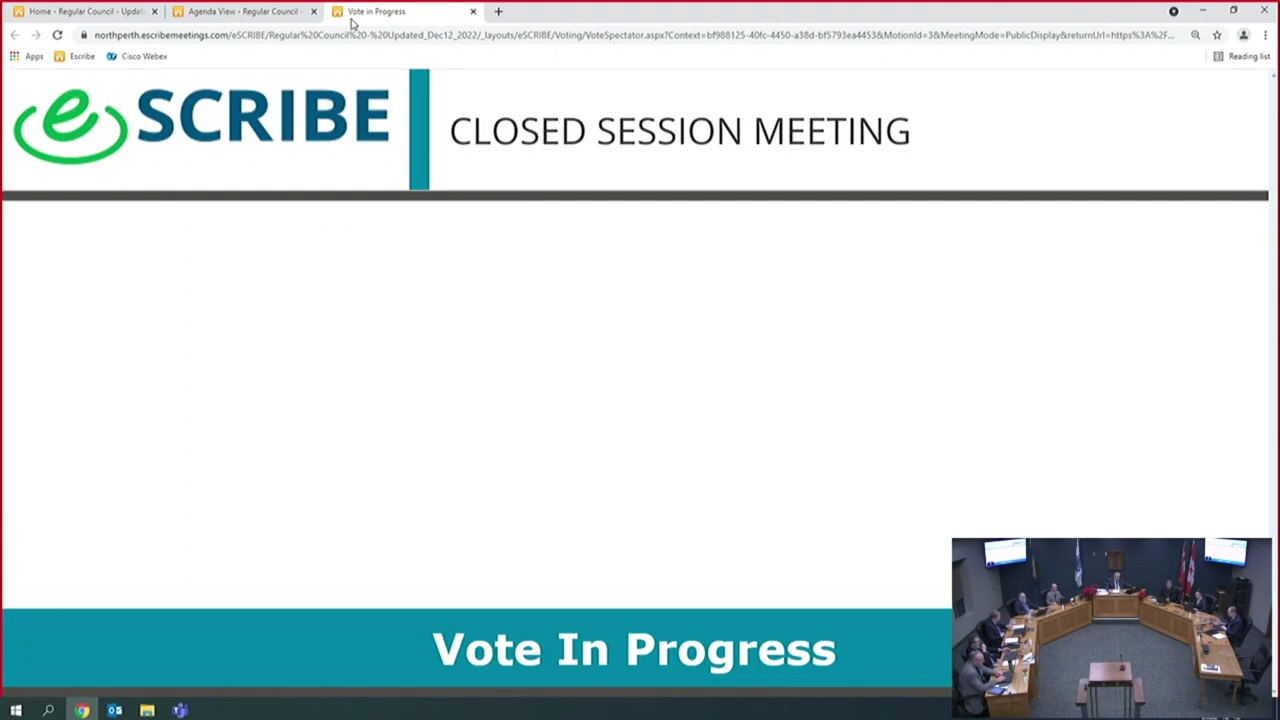 Home - Regular Council - Updat
Agenda View - Regular Council -
Vote in Progress
northperth.escribemeetings.com/eSCRIBE/Regular%20Council%20-%20Updated_Dec12_2022/_layouts/eSCRIBE/Voting/VoteSpectator.aspx?Context=bf988125-40fc-4450-a38d-bf5793ea4453&MotionId=3&MeetingMode=PublicDisplay&returnUrl=https%3A%2F...
Apps
Escribe
Cisco Webex
Reading list
eSCRIBE
CLOSED SESSION MEETING
Vote In Progress